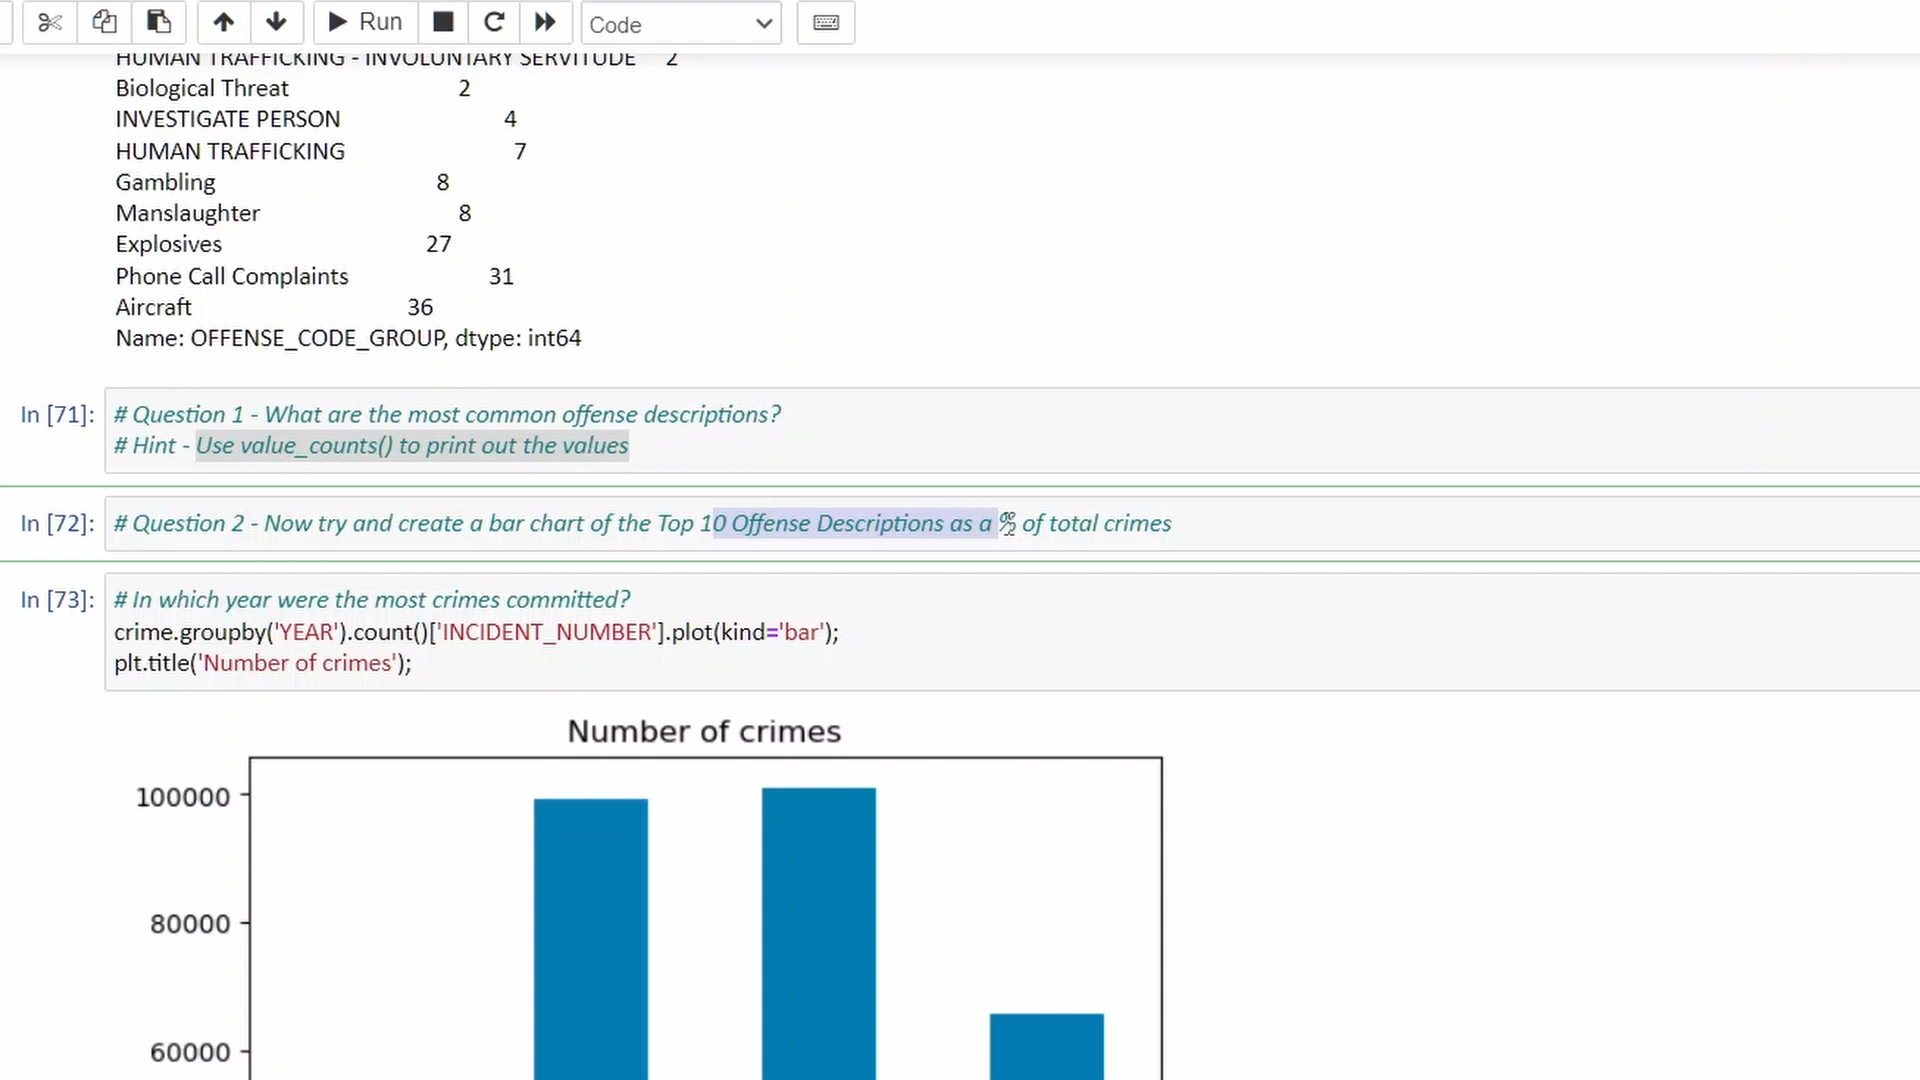 Run
Code
HUMAN TRAFFICKING - INVOLUNTARY SERVITUDE 2
Biological Threat 2
INVESTIGATE PERSON 4
HUMAN TRAFFICKING 7
Gambling 8
Manslaughter 8
Explosives 27
Phone Call Complaints 31
Aircraft 36
Name: OFFENSE_CODE_GROUP, dtype: int64
In [71]: # Question 1 - What are the most common offense descriptions?
# Hint - Use value_counts() to print out the values
In [72]: # Question 2 - Now try and create a bar chart of the Top 10 Offense Descriptions as a % of total crimes
In [73]: # In which year were the most crimes committed?
crime.groupby('YEAR').count()['INCIDENT_NUMBER'].plot(kind='bar');
plt.title('Number of crimes');
Number of crimes
100000
80000
60000